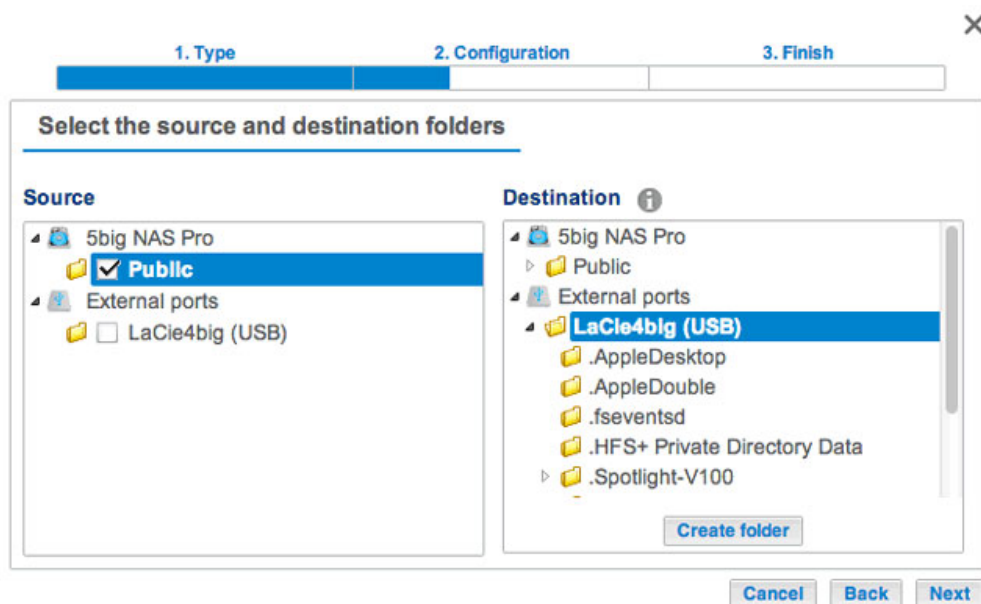 1. Type 2. Configuration 3. Finish
Select the source and destination folders
Source
5big NAS Pro
Public
External ports
LaCie4big (USB)
Destination
5big NAS Pro
Public
External ports
LaCie4big (USB)
.AppleDesktop
.AppleDouble
.fseventsd
.HFS+ Private Directory Data
.Spotlight-V100
Create folder
Cancel Back Next